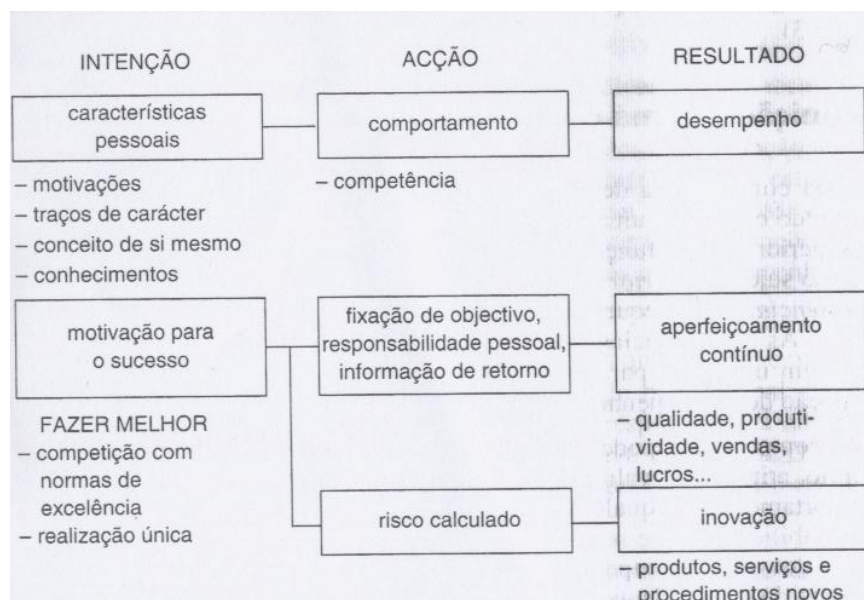 INTENÇÃO
ACÇÃO
RESULTADO
características
pessoais
comportamento
desempenho
– motivações
– traços de carácter
– conceito de si mesmo
– conhecimentos
– competência
motivação para
o sucesso
fixação de objectivo,
responsabilidade pessoal,
informação de retorno
aperfeiçoamento
contínuo
FAZER MELHOR
– competição com
normas de
excelência
– realização única
– qualidade, produti-
vidade, vendas,
lucros...
risco calculado
inovação
– produtos, serviços e
procedimentos novos